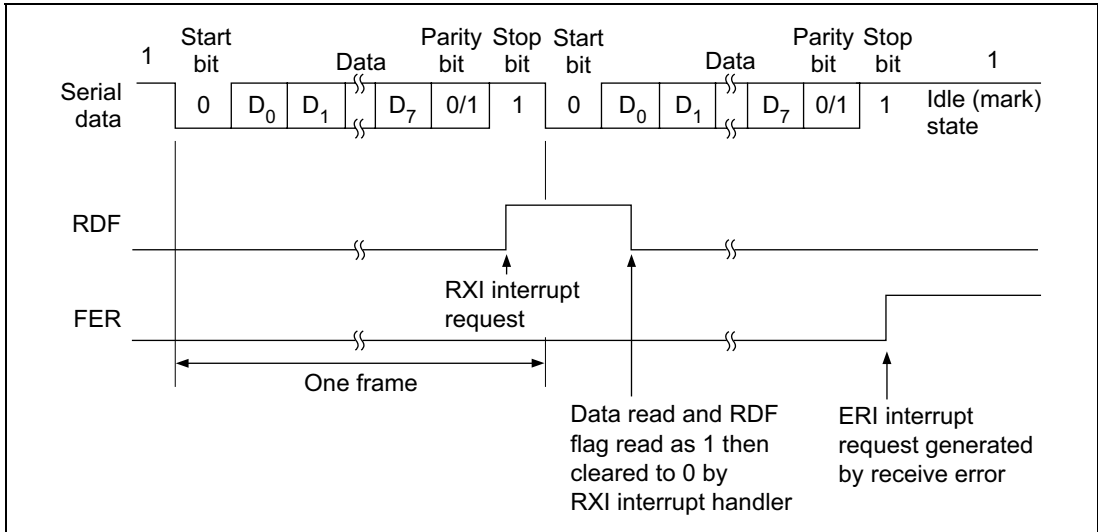 1 Start bit Data Parity bit Stop bit Start bit Data Parity bit Stop bit 1
Serial data 0 D0 D1 D7 0/1 1 0 D0 D1 D7 0/1 1 Idle (mark) state
RDF
RXI interrupt
request
FER
One frame
Data read and RDF
flag read as 1 then
cleared to 0 by
RXI interrupt handler
ERI interrupt
request generated
by receive error